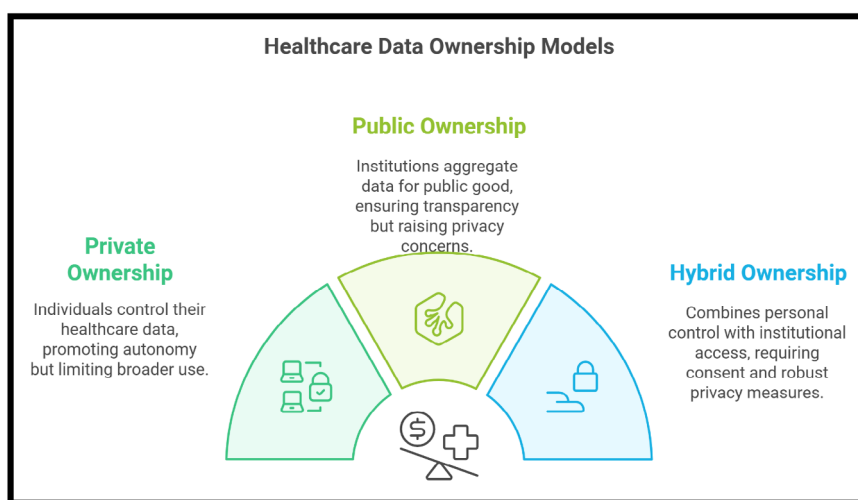 Healthcare Data Ownership Models
Public Ownership
Institutions aggregate
data for public good,
ensuring transparency
but raising privacy
concerns.
Private
Ownership
Individuals control their
healthcare data,
promoting autonomy
but limiting broader use.
Hybrid Ownership
Combines personal
control with institutional
access, requiring
consent and robust
privacy measures.
$